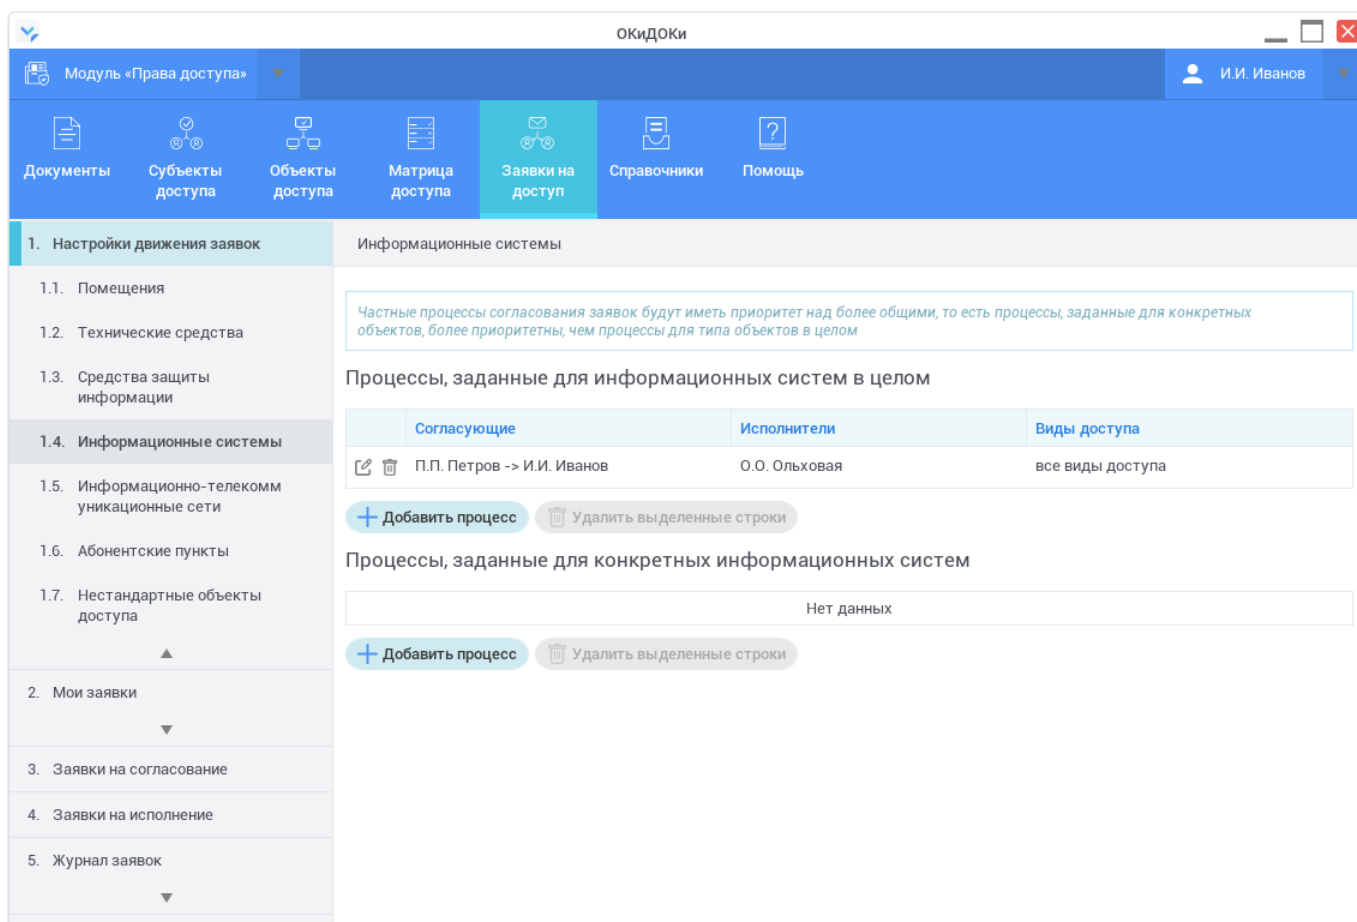 ОКиДОКи
Модуль «Права доступа»
И.И. Иванов
Документы
Субъекты
доступа
Объекты
доступа
Матрица
доступа
Заявки на
доступ
Справочники
Помощь
1. Настройки движения заявок
1.1. Помещения
1.2. Технические средства
1.3. Средства защиты
информации
1.4. Информационные системы
1.5. Информационно-телекомм
уникационные сети
1.6. Абонентские пункты
1.7. Нестандартные объекты
доступа
2. Мои заявки
3. Заявки на согласование
4. Заявки на исполнение
5. Журнал заявок
Информационные системы
Частные процессы согласования заявок будут иметь приоритет над более общими, то есть процессы, заданные для конкретных
объектов, более приоритетны, чем процессы для типа объектов в целом
Процессы, заданные для информационных систем в целом
Согласующие Исполнители Виды доступа
П.П. Петров -> И.И. Иванов О.О. Ольховая все виды доступа
Добавить процесс Удалить выделенные строки
Процессы, заданные для конкретных информационных систем
Нет данных
Добавить процесс Удалить выделенные строки